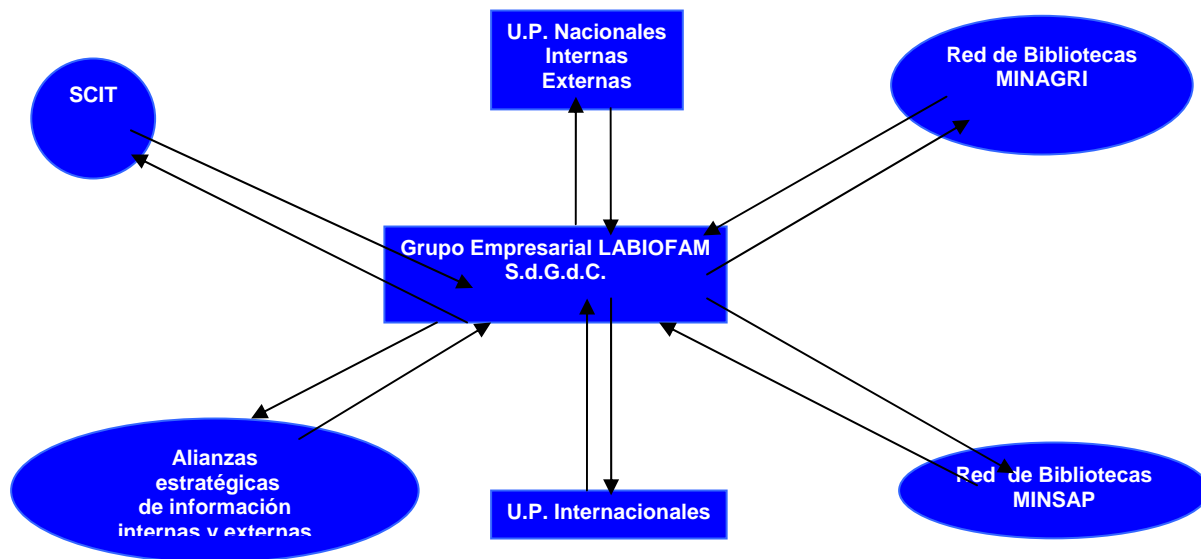 U.P. Nacionales
Internas
Externas
Red de Bibliotecas
MINAGRI
SCIT
Grupo Empresarial LABIOFAM
S.d.G.d.C.
Alianzas
estratégicas
de información
internas y externas
U.P. Internacionales
Red de Bibliotecas
MINSAP